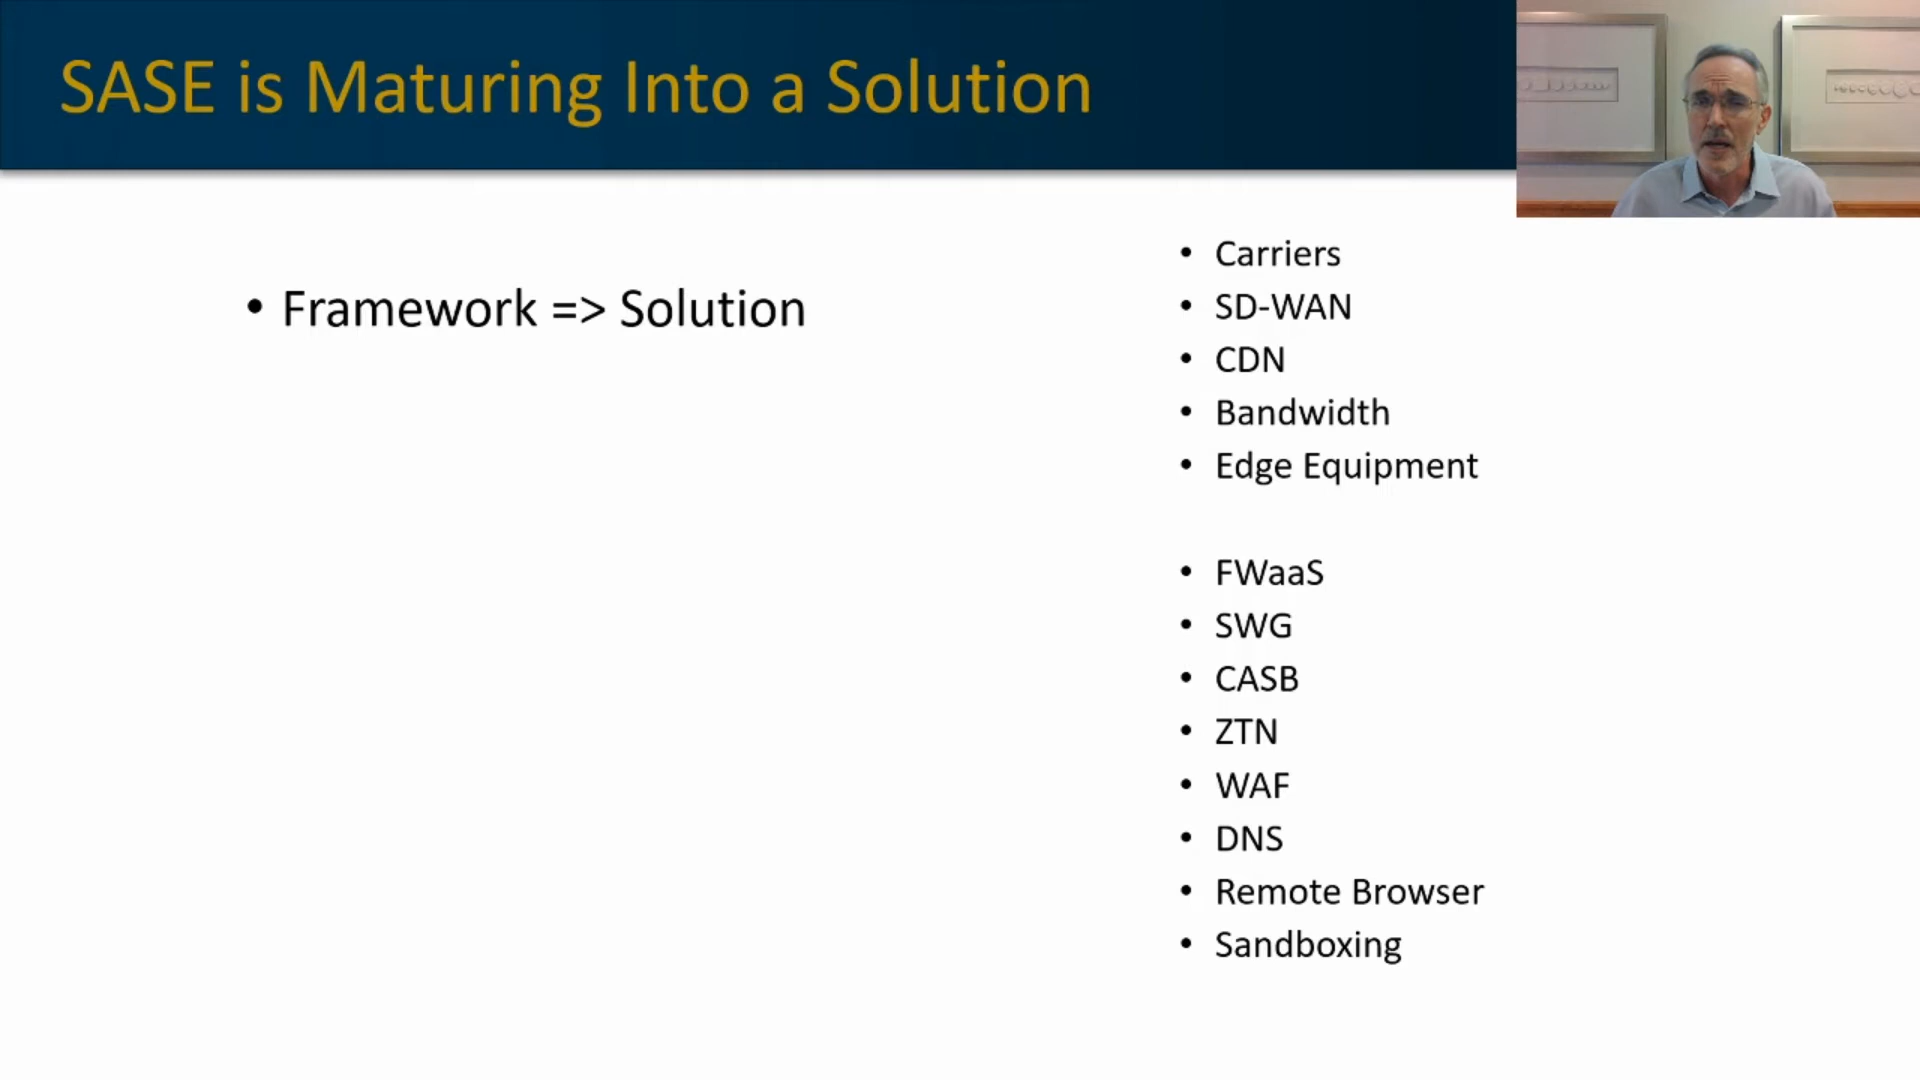 SASE is Maturing Into a Solution
• Framework => Solution
• Carriers
• SD-WAN
• CDN
• Bandwidth
• Edge Equipment
• FWaaS
• SWG
• CASB
• ZTN
• WAF
• DNS
• Remote Browser
• Sandboxing